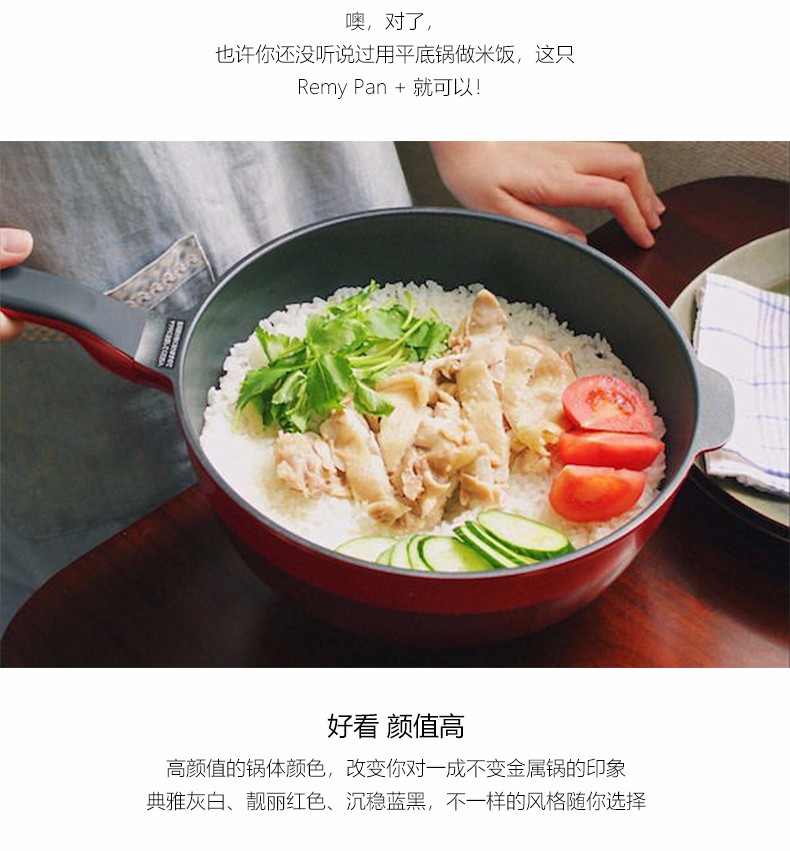 噢，对了，
也许你还没听说过用平底锅做米饭，这只
Remy Pan + 就可以！
好看 颜值高
高颜值的锅体颜色，改变你对一成不变金属锅的印象
典雅灰白、靓丽红色、沉稳蓝黑，不一样的风格随你选择